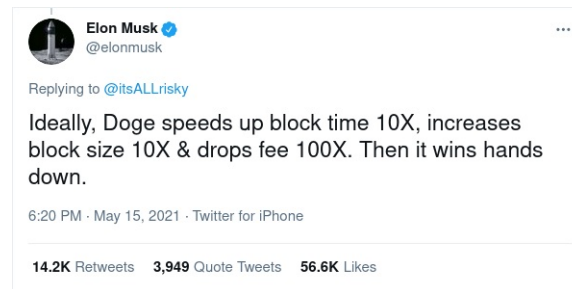 Elon Musk
@elonmusk
Replying to @itsALLrisky
Ideally, Doge speeds up block time 10X, increases
block size 10X & drops fee 100X. Then it wins hands
down.
6:20 PM · May 15, 2021 · Twitter for iPhone
14.2K Retweets 3,949 Quote Tweets 56.6K Likes